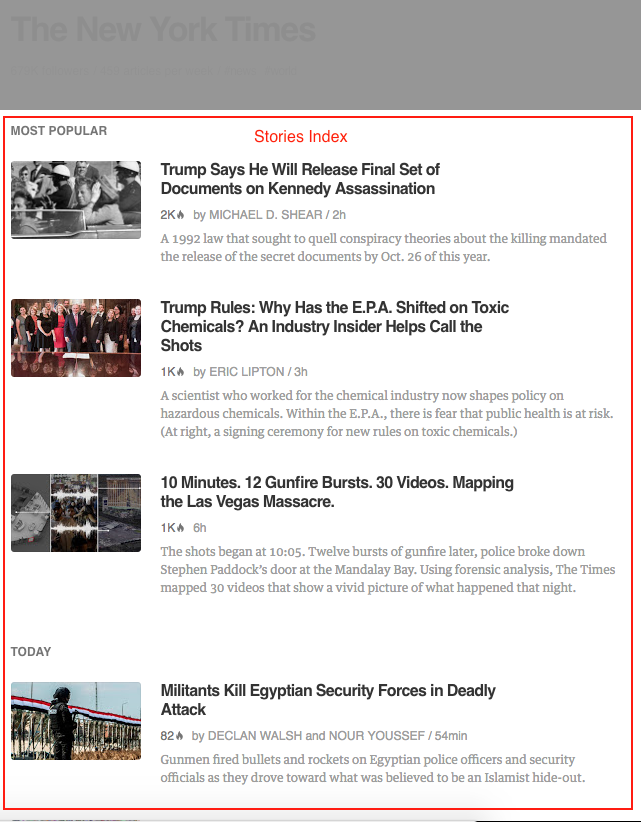 The New York Times
MOST POPULAR
Stories Index
Trump Says He Will Release Final Set of
Documents on Kennedy Assassination
2K by MICHAEL D. SHEAR / 2h
A 1992 law that sought to quell conspiracy theories about the killing mandated
the release of the secret documents by Oct. 26 of this year.
Trump Rules: Why Has the E.P.A. Shifted on Toxic
Chemicals? An Industry Insider Helps Call the
Shots
1K by ERIC LIPTON / 3h
A scientist who worked for the chemical industry now shapes policy on
hazardous chemicals. Within the E.P.A., there is fear that public health is at risk.
(At right, a signing ceremony for new rules on toxic chemicals.)
10 Minutes. 12 Gunfire Bursts. 30 Videos. Mapping
the Las Vegas Massacre.
1K 6h
The shots began at 10:05. Twelve bursts of gunfire later, police broke down
Stephen Paddock’s door at the Mandalay Bay. Using forensic analysis, The Times
mapped 30 videos that show a vivid picture of what happened that night.
TODAY
Militants Kill Egyptian Security Forces in Deadly
Attack
82 by DECLAN WALSH and NOUR YOUSSEF / 54min
Gunmen fired bullets and rockets on Egyptian police officers and security
officials as they drove toward what was believed to be an Islamist hide-out.